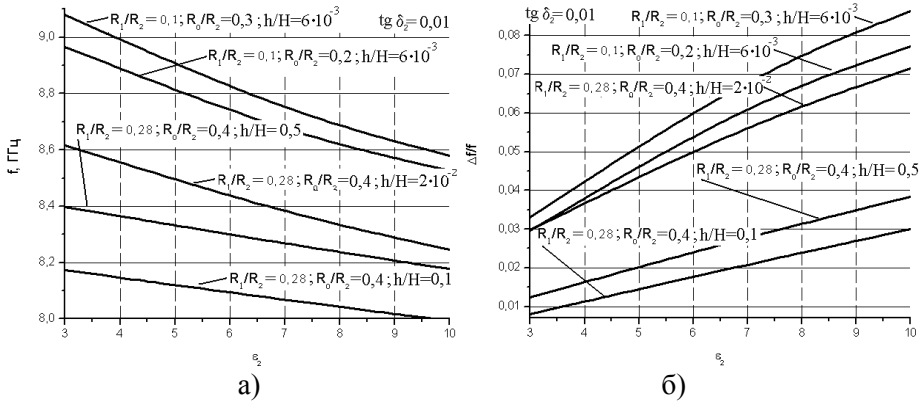 tg δ₂=0,01
R₁/R₂=0,1; R₀/R₂=0,3; h/H=6·10⁻³
R₁/R₂=0,1; R₀/R₂=0,2; h/H=6·10⁻³
R₁/R₂=0,28; R₀/R₂=0,4; h/H=0,5
R₁/R₂=0,28; R₀/R₂=0,4; h/H=2·10⁻²
R₁/R₂=0,28; R₀/R₂=0,4; h/H=0,1
f, ГГц
9,0
8,8
8,6
8,4
8,2
8,0
3 4 5 6 7 8 9 10
ε₂
а)
tg δ₂=0,01
R₁/R₂=0,1; R₀/R₂=0,3; h/H=6·10⁻³
R₁/R₂=0,1; R₀/R₂=0,2; h/H=6·10⁻³
R₁/R₂=0,28; R₀/R₂=0,4; h/H=2·10⁻²
R₁/R₂=0,28; R₀/R₂=0,4; h/H=0,5
R₁/R₂=0,28; R₀/R₂=0,4; h/H=0,1
Δf/f
0,08
0,07
0,06
0,05
0,04
0,03
0,02
0,01
3 4 5 6 7 8 9 10
ε₂
б)